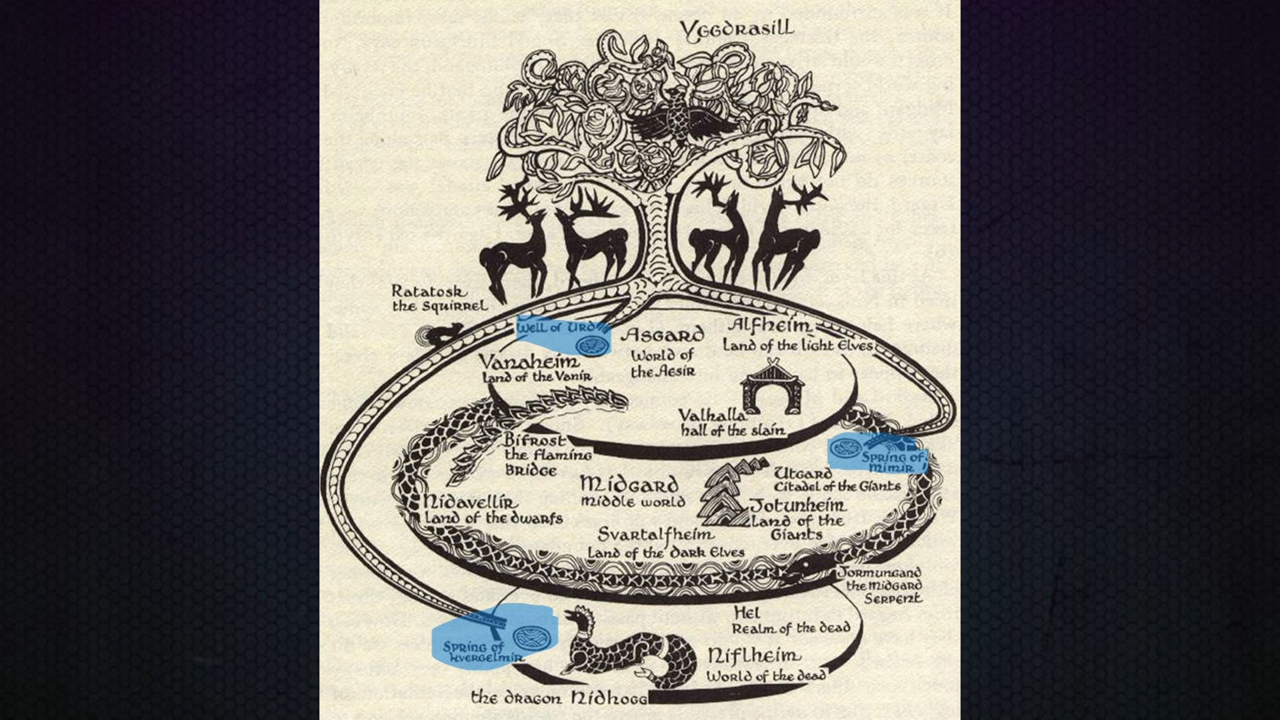 Yggdrasill
Ratatosk
the squirrel
Well of Urd
Asgard
World of
the Aesir
Alfheim
Land of the light Elves
Vanaheim
Land of the Vanir
Valhalla
hall of the slain
Bifrost
the flaming
Bridge
Spring of
Mimir
Midgard
middle world
Utgard
Citadel of the Giants
Nidavellir
Land of the dwarfs
Jotunheim
Land of the
Giants
Svartalfheim
Land of the dark Elves
Jormungand
the Midgard
Serpent
Hel
Realm of the dead
Spring of
Hvergelmir
Niflheim
World of the dead
the dragon Nidhogg